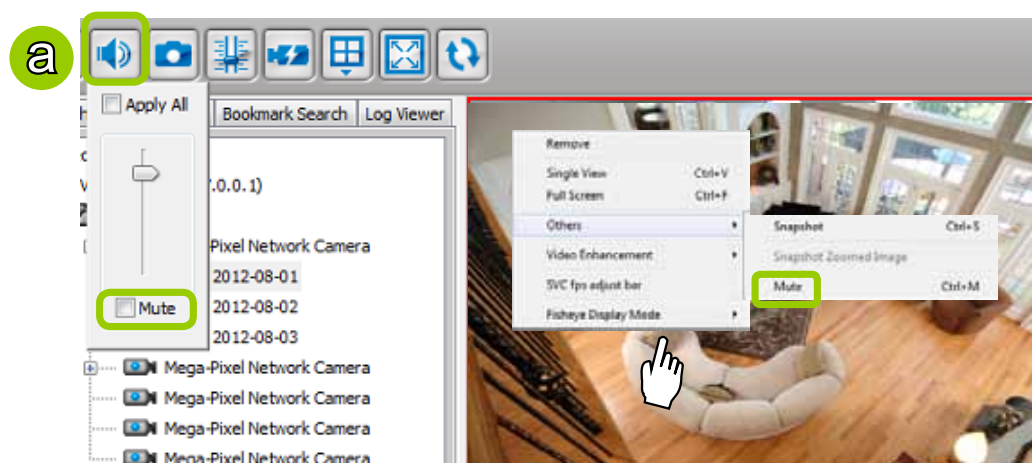 a
Apply All
Bookmark Search
Log Viewer
.0.0.1)
Mute
-Pixel Network Camera
2012-08-01
2012-08-02
2012-08-03
Mega-Pixel Network Camera
Mega-Pixel Network Camera
Mega-Pixel Network Camera
Mega-Pixel Network Camera
Remove
Single View Ctrl+V
Full Screen Ctrl+F
Others
Video Enhancement
SVC fps adjust bar
Fisheye Display Mode
Snapshot Ctrl+S
Snapshot Zoomed Image
Mute Ctrl+M